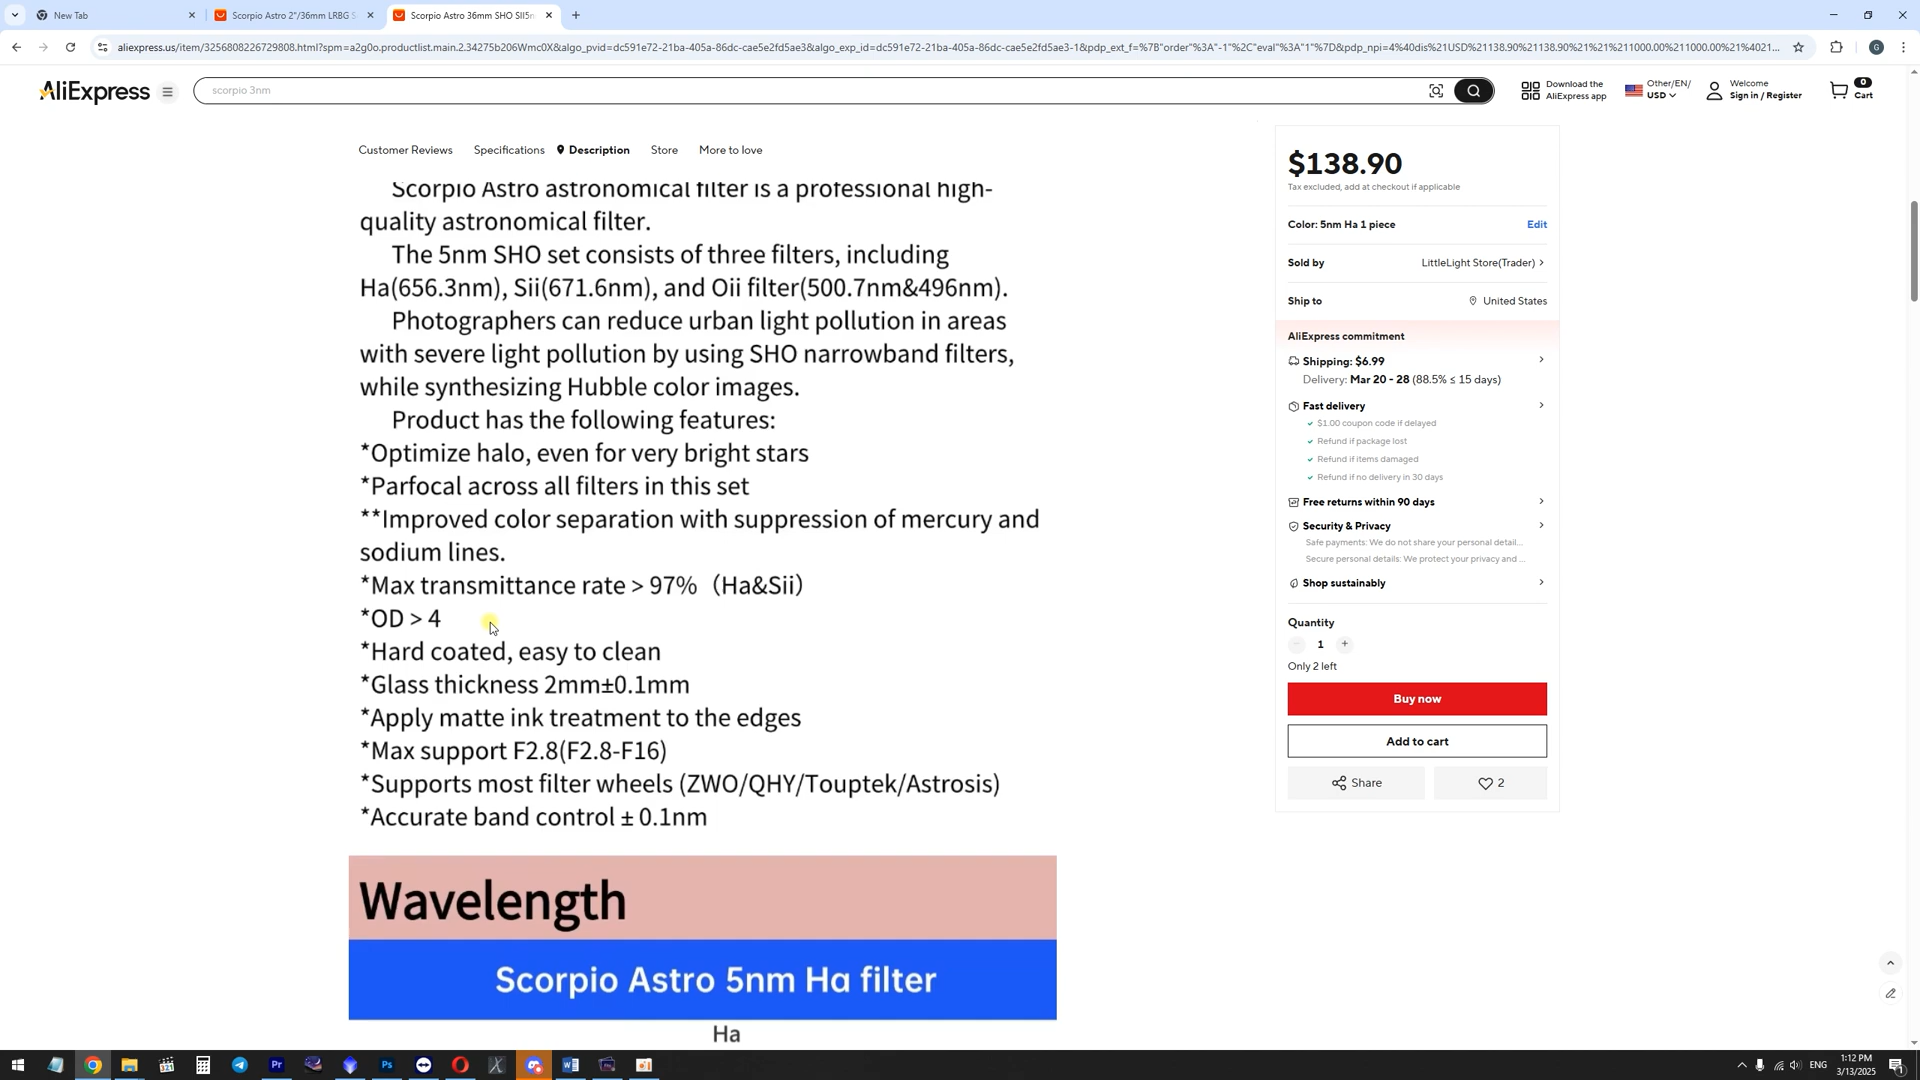 New Tab
Scorpio Astro 2"/36mm LRBG S
Scorpio Astro 36mm SHO SII5n
aliexpress.us/item/3256808226729808.html?spm=a2g0o.productlist.main.2.34275b206Wmc0X&algo_pvid=dc591e72-21ba-405a-86dc-cae5e2fd5ae3&algo_exp_id=dc591e72-21ba-405a-86dc-cae5e2fd5ae3-1&pdp_ext_f=%7B"order"%3A"-1"%2C"eval"%3A"1"%7D&pdp_npi=4%40dis%21USD%21138.90%21138.90%21%21%211000.00%211000.00%21%4021...
G
AliExpress
scorpio 3nm
Download the
AliExpress app
Other/EN/
USD
Welcome
Sign in / Register
0
Cart
Customer Reviews
Specifications
Description
Store
More to love
Scorpio Astro astronomical filter is a professional high-
quality astronomical filter.
The 5nm SHO set consists of three filters, including
Ha(656.3nm), Sii(671.6nm), and Oii filter(500.7nm&496nm).
Photographers can reduce urban light pollution in areas
with severe light pollution by using SHO narrowband filters,
while synthesizing Hubble color images.
Product has the following features:
*Optimize halo, even for very bright stars
*Parfocal across all filters in this set
**Improved color separation with suppression of mercury and
sodium lines.
*Max transmittance rate > 97%（Ha&Sii）
*OD > 4
*Hard coated, easy to clean
*Glass thickness 2mm±0.1mm
*Apply matte ink treatment to the edges
*Max support F2.8(F2.8-F16)
*Supports most filter wheels (ZWO/QHY/Touptek/Astrosis)
*Accurate band control ± 0.1nm
Wavelength
Scorpio Astro 5nm Ha filter
Ha
$138.90
Tax excluded, add at checkout if applicable
Color: 5nm Ha 1 piece
Edit
Sold by
LittleLight Store(Trader)
Ship to
United States
AliExpress commitment
Shipping: $6.99
Delivery: Mar 20 - 28 (88.5% ≤ 15 days)
Fast delivery
$1.00 coupon code if delayed
Refund if package lost
Refund if items damaged
Refund if no delivery in 30 days
Free returns within 90 days
Security & Privacy
Safe payments: We do not share your personal detail...
Secure personal details: We protect your privacy and ...
Shop sustainably
Quantity
1
Only 2 left
Buy now
Add to cart
Share
2
ENG
1:12 PM
3/13/2025